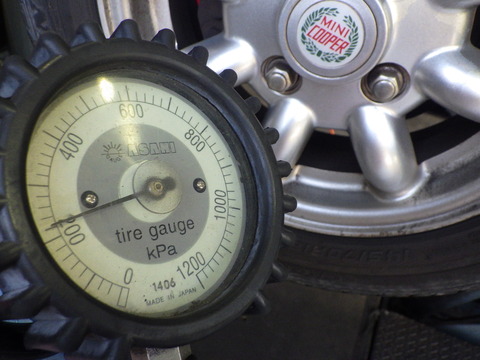 MINI
COOPER
600
400
800
ASAHI
1000
200
tire gauge
kPa
0
1200
1406
MADE IN JAPAN